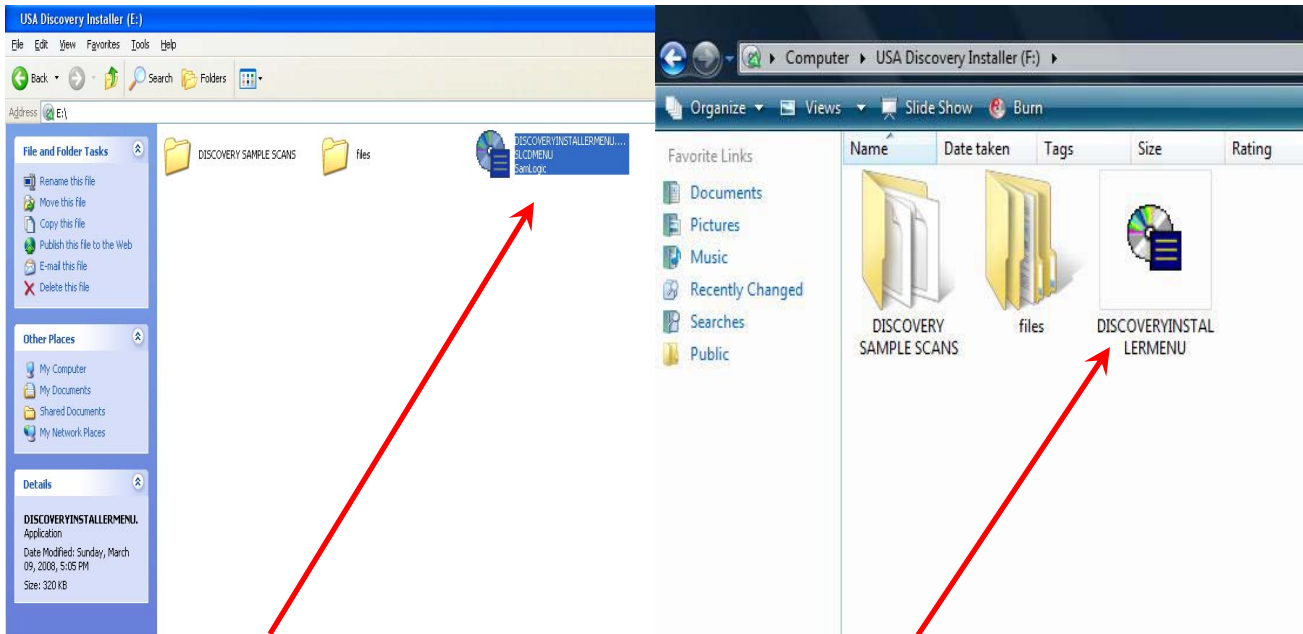 USA Discovery Installer (E:)
File Edit View Favorites Tools Help
Back Search Folders
Address E:\
File and Folder Tasks
Rename this file
Move this file
Copy this file
Publish this file to the Web
E-mail this file
Delete this file
Other Places
My Computer
My Documents
Shared Documents
My Network Places
Details
DISCOVERYINSTALLERMENU.
Application
Date Modified: Sunday, March
09, 2008, 5:05 PM
Size: 320 KB
DISCOVERY SAMPLE SCANS
files
DISCOVERYINSTALLERMENU....
SLCDMENU
SamLogic
Computer USA Discovery Installer (F:)
Organize Views Slide Show Burn
Favorite Links
Documents
Pictures
Music
Recently Changed
Searches
Public
Name Date taken Tags Size Rating
DISCOVERY
SAMPLE SCANS
files
DISCOVERYINSTAL
LERMENU